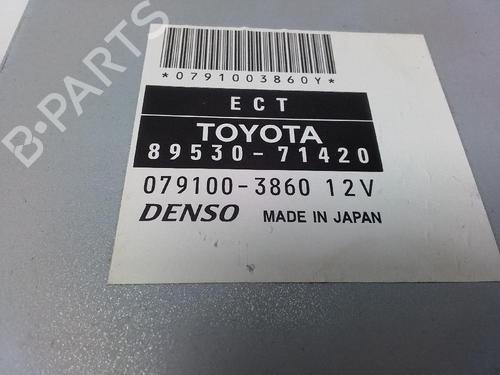 B-PARTS
*0791003860Y*
ECT
TOYOTA
89530-71420
079100-3860 12V
DENSO MADE IN JAPAN